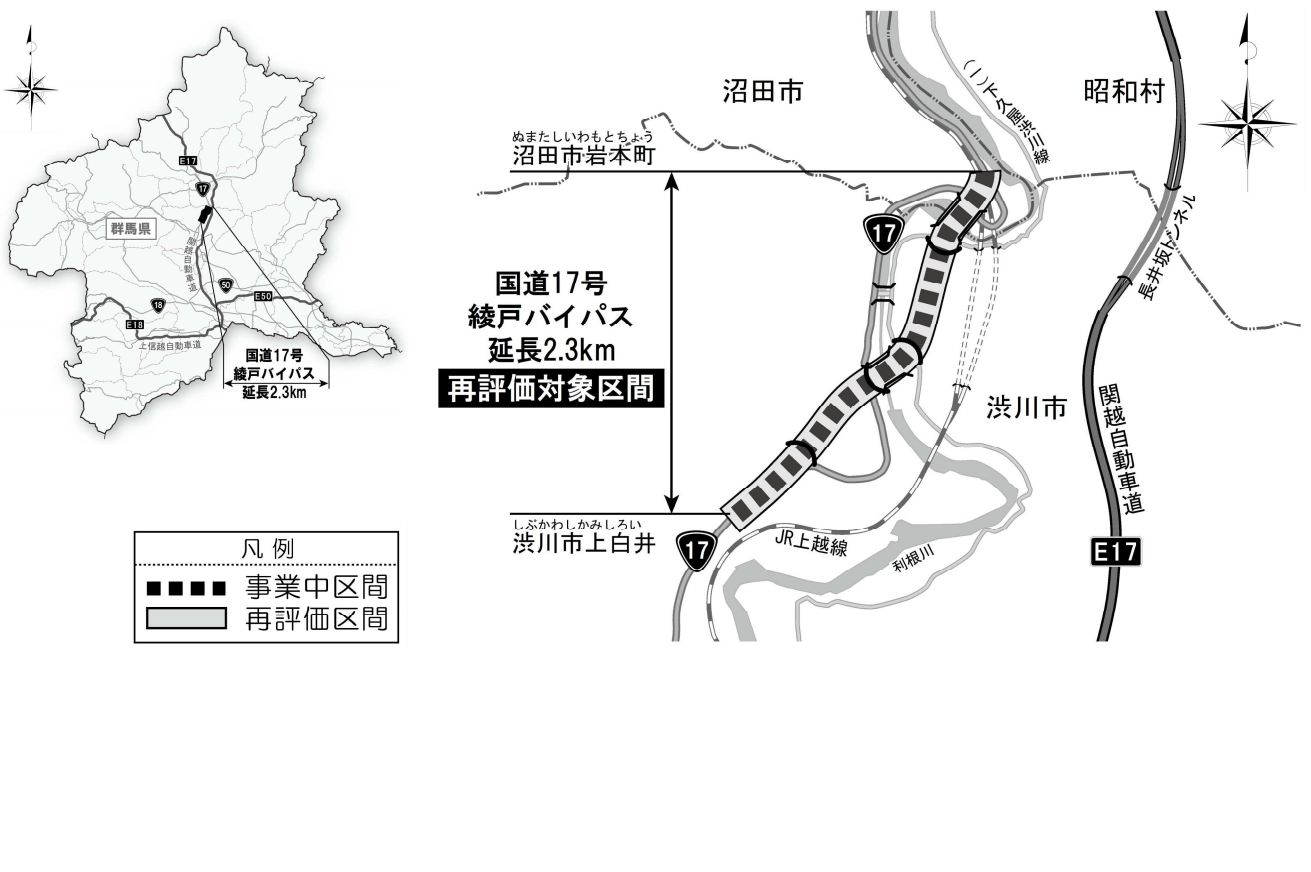 E17
17
群馬県
関越自動車道
50
E50
18
E18
上信越自動車道
国道17号
綾戸バイパス
延長2.3km
凡例
事業中区間
再評価区間
沼田市
昭和村
(一)下久屋渋川線
ぬまたしいわもとちょう
沼田市岩本町
17
長井坂トンネル
国道17号
綾戸バイパス
延長2.3km
再評価対象区間
渋川市
関越自動車道
しぶかわしかみしろい
渋川市上白井
17
JR上越線
利根川
E17